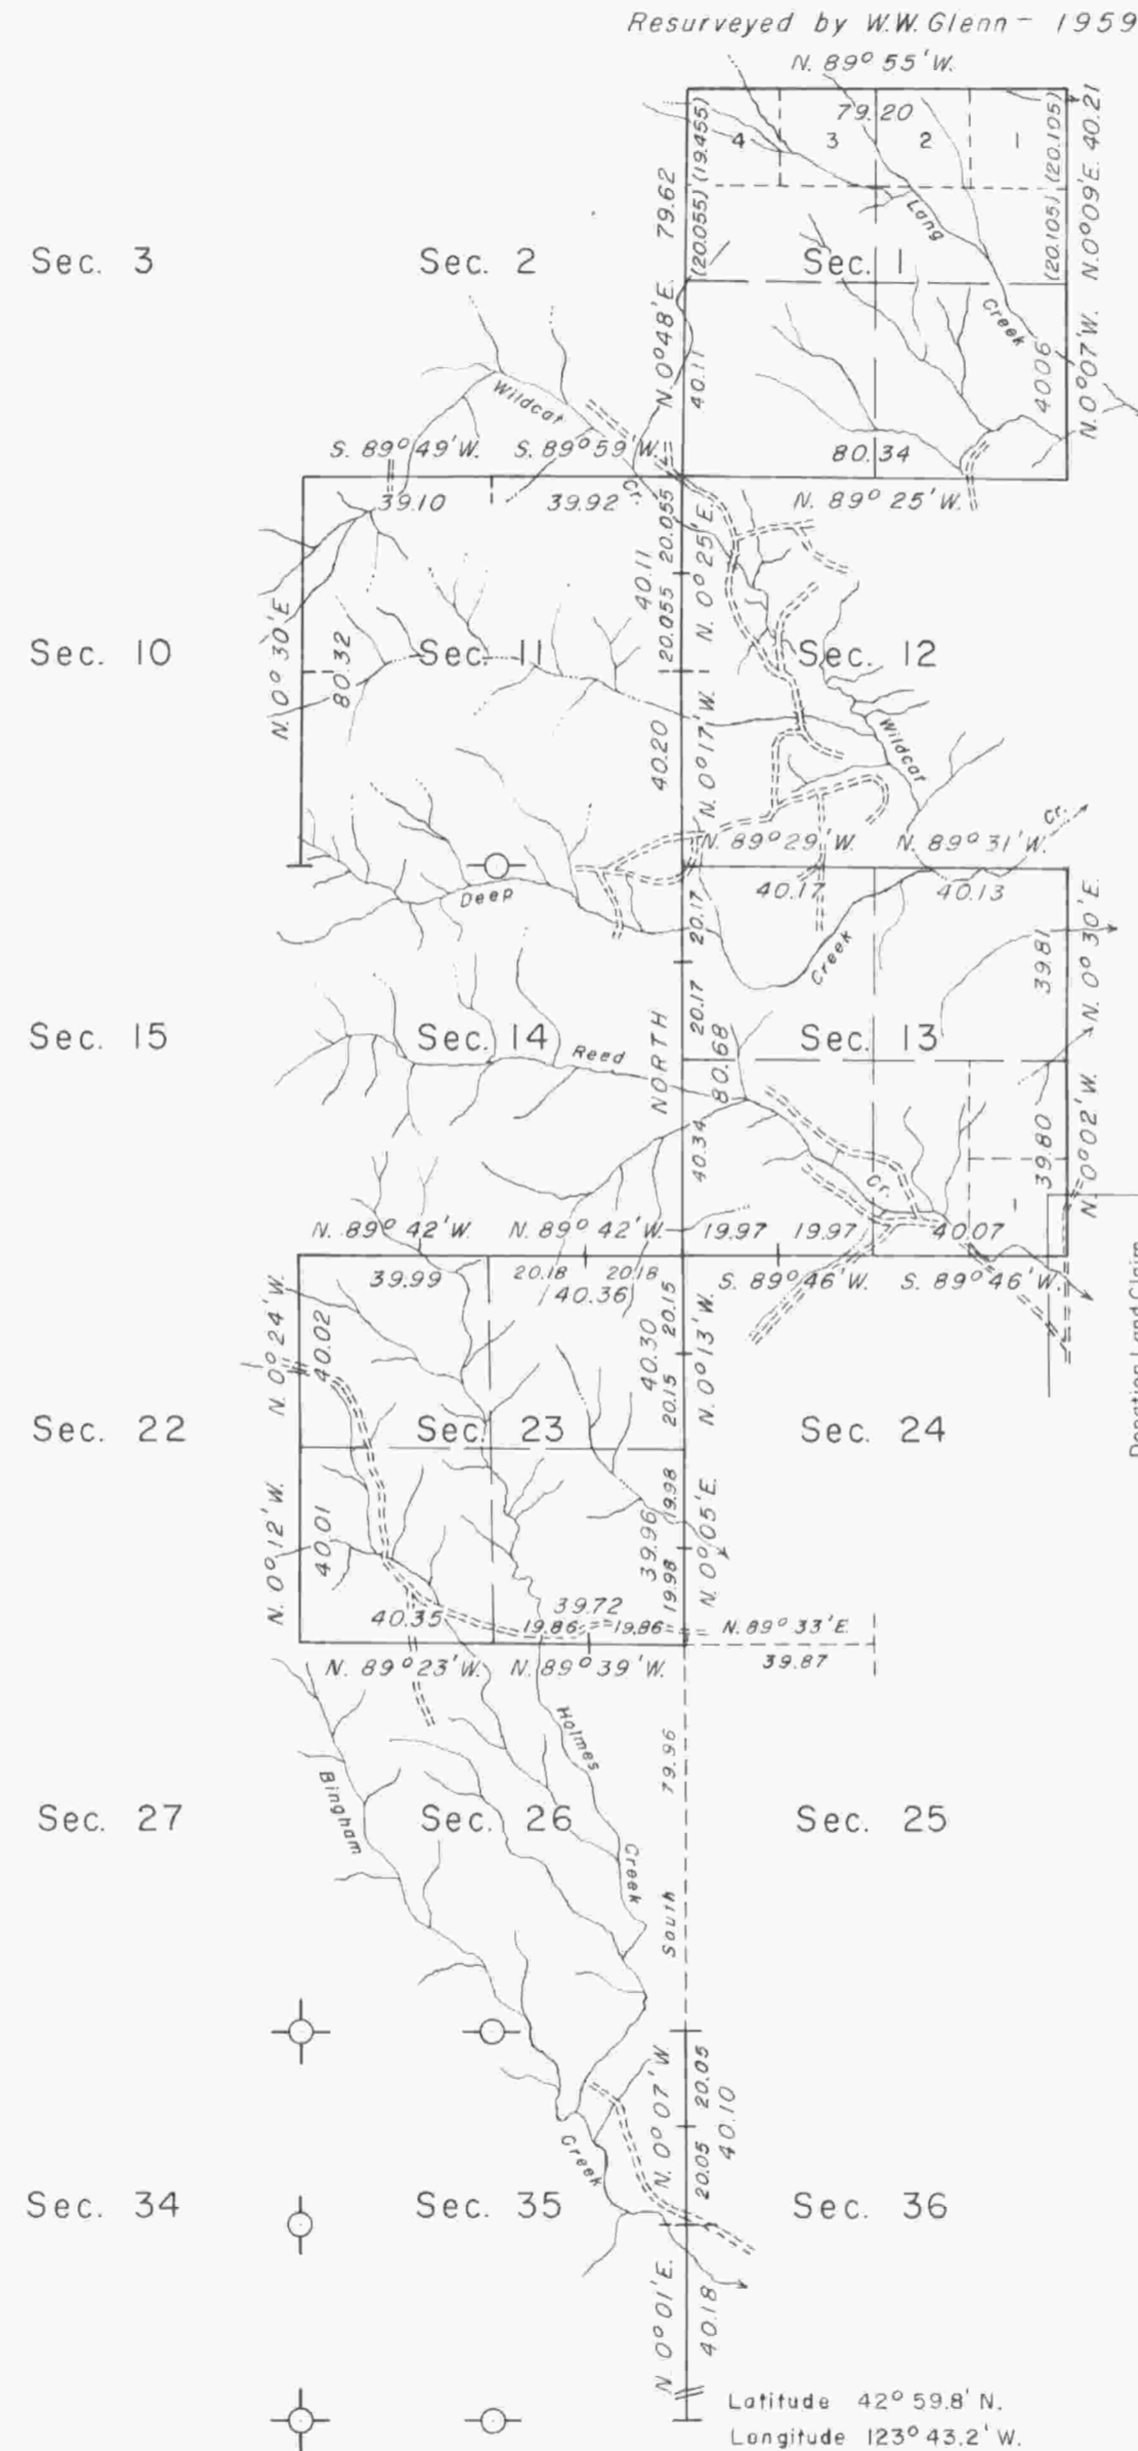 Resurveyed by W.W. Glenn - 1959
N. 89° 55' W.
79.20
4 3 2 1
(19.455)
(20.105)
79.62
(20.055)
(20.105)
N. 0° 09' E. 40.21
Lang
Sec. 3
Sec. 2
Sec. 1
Creek
N. 0° 48' E.
40.11
40.06
N. 0° 07' W.
Wildcat
Cr.
S. 89° 49' W.
S. 89° 59' W.
80.34
39.10
39.92
N. 89° 25' W.
20.055
40.11
20.055
N. 0° 25' E.
N. 0° 30' E
80.32
Sec. 10
Sec. 11
Sec. 12
40.20
N. 0° 17' W.
Wildcat
Cr.
N. 89° 29' W.
N. 89° 31' W.
40.17
40.13
Deep
Creek
20.17
39.81
N. 0° 30' E.
20.17
NORTH
80.68
Sec. 15
Sec. 14
Sec. 13
Reed
Cr.
40.34
39.80
N. 0° 02' W.
1
N. 89° 42' W.
N. 89° 42' W.
19.97
19.97
40.07
39.99
20.18
20.18
40.36
S. 89° 46' W.
S. 89° 46' W.
Donation Land Claim
N. 0° 24' W.
40.02
40.30
20.15
20.15
N. 0° 13' W.
Sec. 22
Sec. 23
Sec. 24
N. 0° 12' W.
40.01
39.96
19.98
19.98
N. 0° 05' E.
40.35
39.72
19.86
19.86
N. 89° 33' E.
39.87
N. 89° 23' W.
N. 89° 39' W.
Holmes
Creek
79.96
South
Bingham
Creek
Sec. 27
Sec. 26
Sec. 25
N. 0° 07' W.
20.05
40.10
20.05
Sec. 34
Sec. 35
Sec. 36
N. 0° 01' E.
40.18
Latitude 42° 59.8' N.
Longitude 123° 43.2' W.